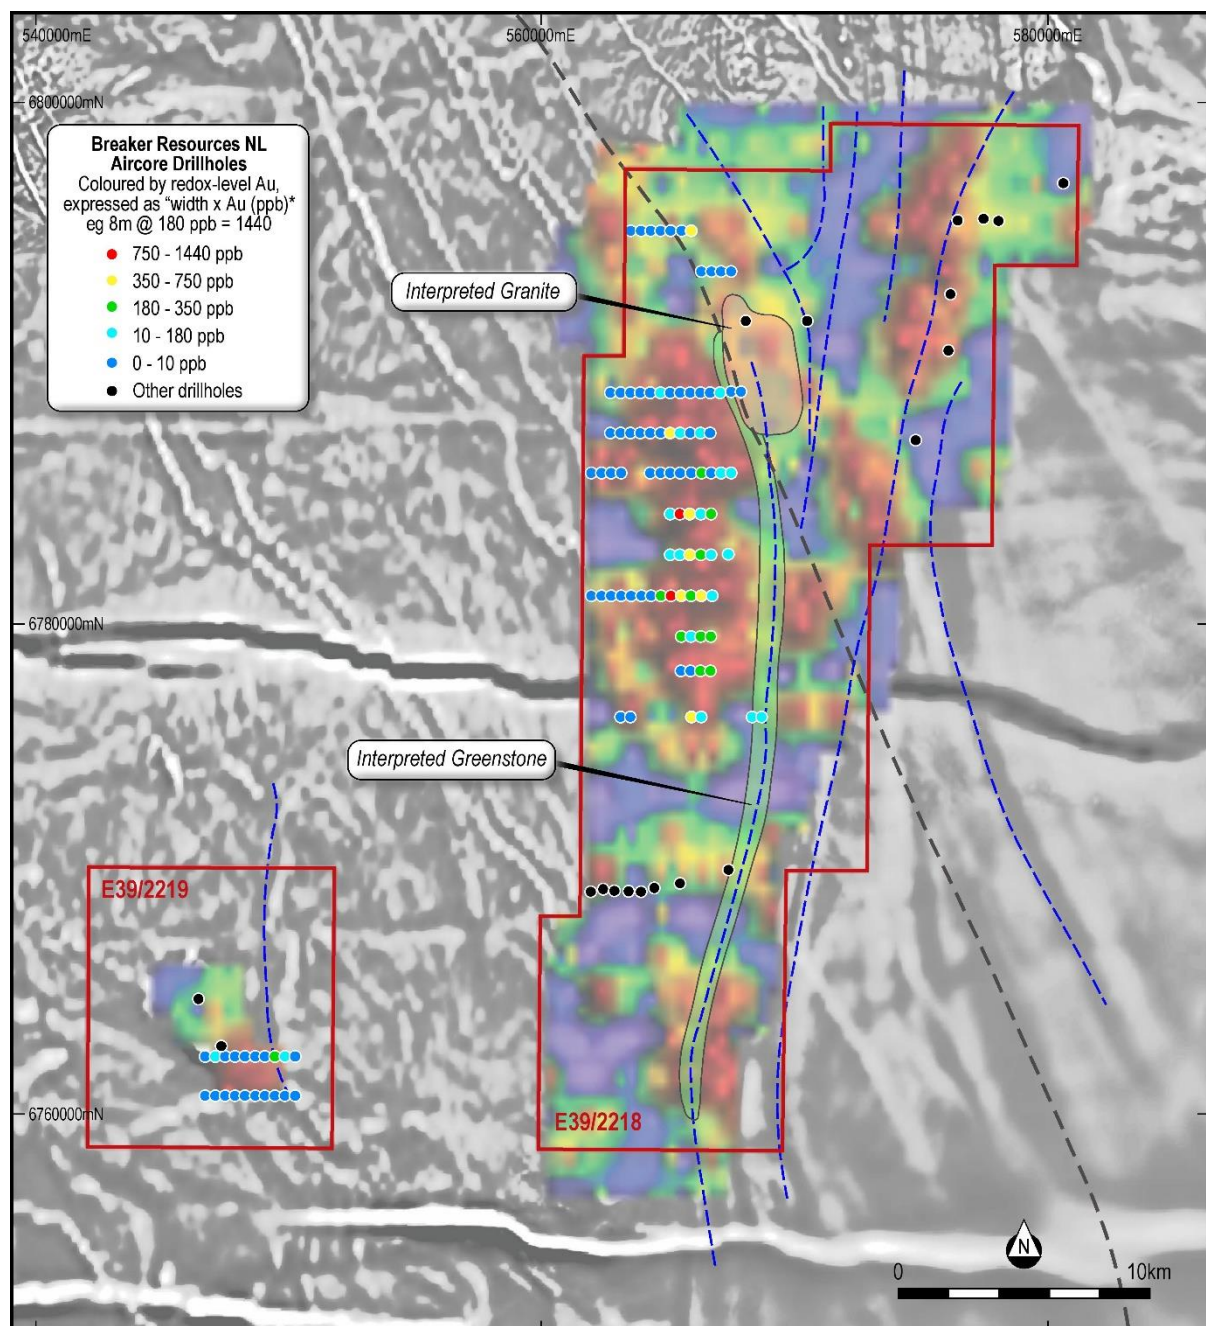 540000mE
560000mE
580000mE
6800000mN
Breaker Resources NL
Aircore Drillholes
Coloured by redox-level Au,
expressed as "width x Au (ppb)*
eg 8m @ 180 ppb = 1440
750 - 1440 ppb
350 - 750 ppb
180 - 350 ppb
10 - 180 ppb
0 - 10 ppb
Other drillholes
Interpreted Granite
6780000mN
Interpreted Greenstone
E39/2219
6760000mN
E39/2218
N
0
10km